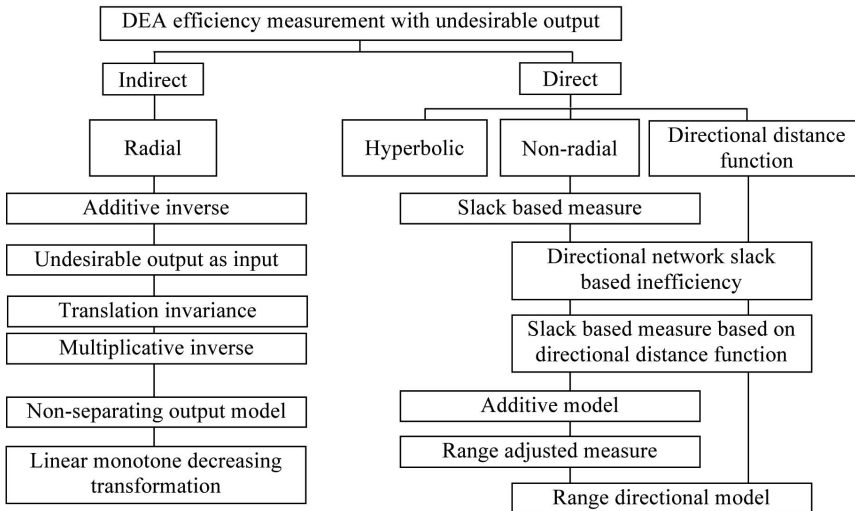 DEA efficiency measurement with undesirable output
Indirect
Direct
Radial
Hyperbolic
Non-radial
Directional distance
function
Additive inverse
Slack based measure
Undesirable output as input
Directional network slack
based inefficiency
Translation invariance
Slack based measure based on
directional distance function
Multiplicative inverse
Non-separating output model
Additive model
Linear monotone decreasing
transformation
Range adjusted measure
Range directional model